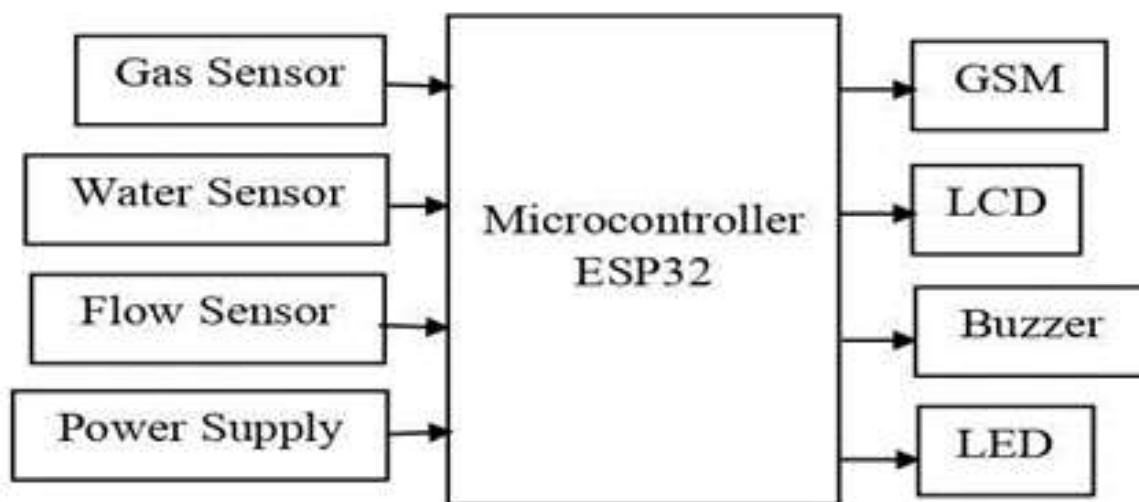 Gas Sensor
Water Sensor
Flow Sensor
Power Supply
Microcontroller
ESP32
GSM
LCD
Buzzer
LED